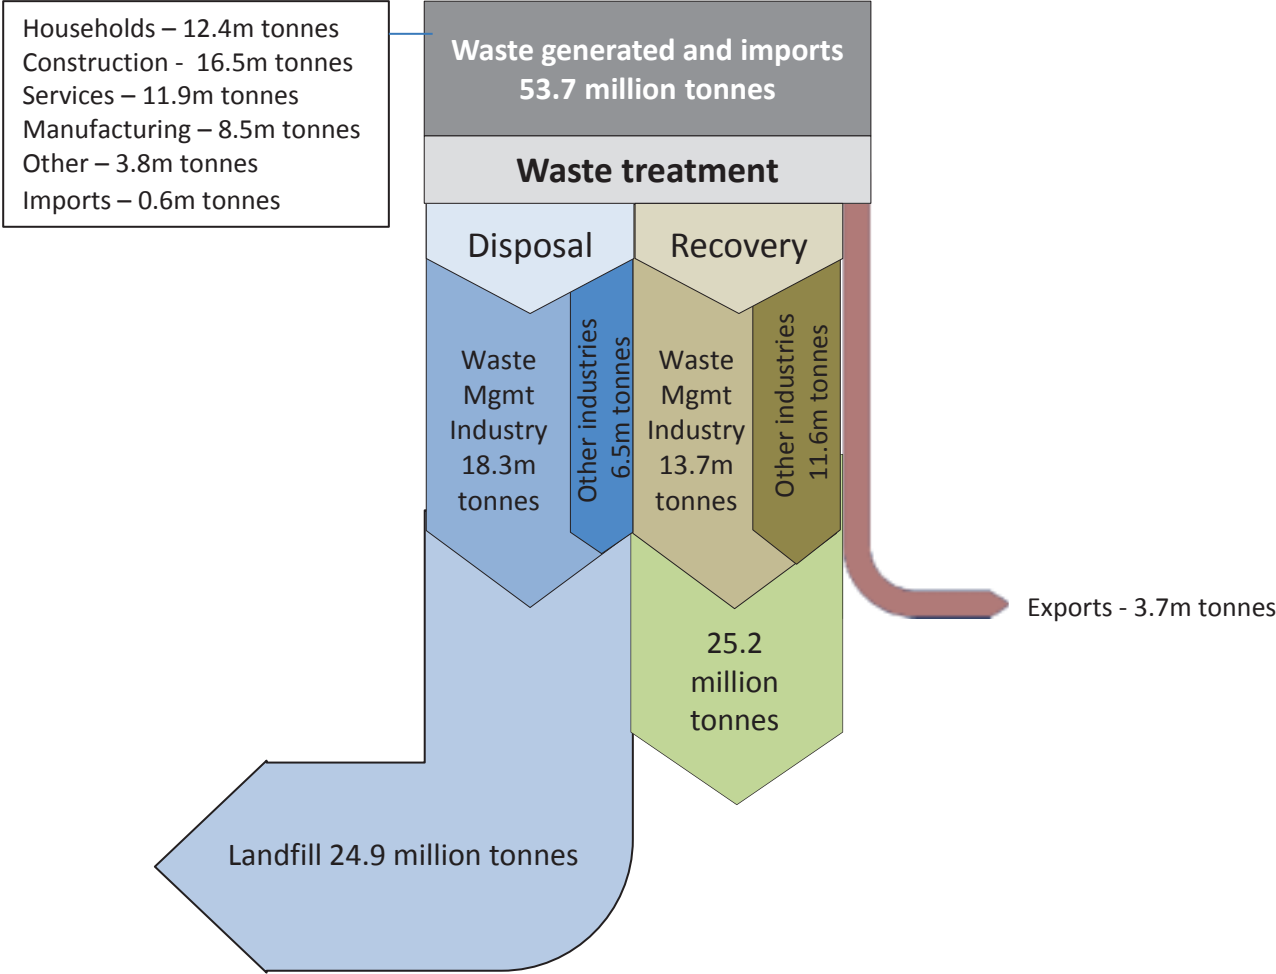 Households – 12.4m tonnes
Construction -  16.5m tonnes
Services – 11.9m tonnes
Manufacturing – 8.5m tonnes
Other – 3.8m tonnes
Imports – 0.6m tonnes
Waste generated and imports
53.7 million tonnes
Waste treatment
Disposal
Recovery
Waste
Mgmt
Industry
18.3m
tonnes
Other industries
6.5m tonnes
Waste
Mgmt
Industry
13.7m
tonnes
Other industries
11.6m tonnes
Exports - 3.7m tonnes
25.2
million
tonnes
Landfill 24.9 million tonnes